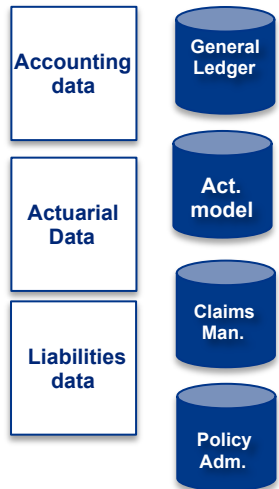 Accounting
data
General
Ledger
Actuarial
Data
Act.
model
Liabilities
data
Claims
Man.
Policy
Adm.